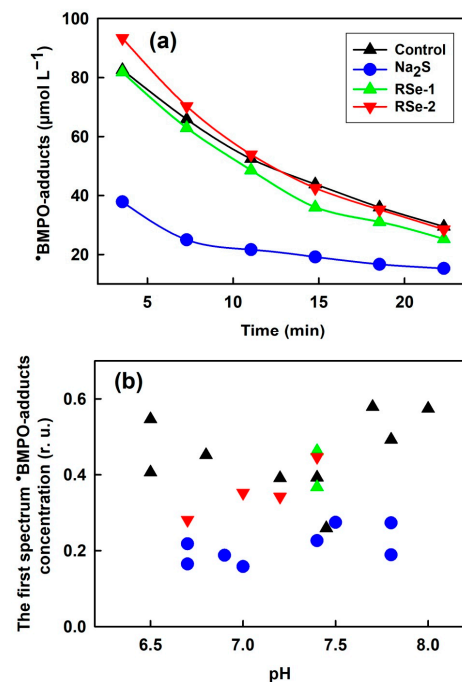 (a)
Control
Na₂S
RSe-1
RSe-2
•BMPO-adducts (μmol L⁻¹)
100
80
60
40
20
5 10 15 20
Time (min)
(b)
The first spectrum •BMPO-adducts
concentration (r. u.)
0.6
0.4
0.2
0.0
6.5 7.0 7.5 8.0
pH